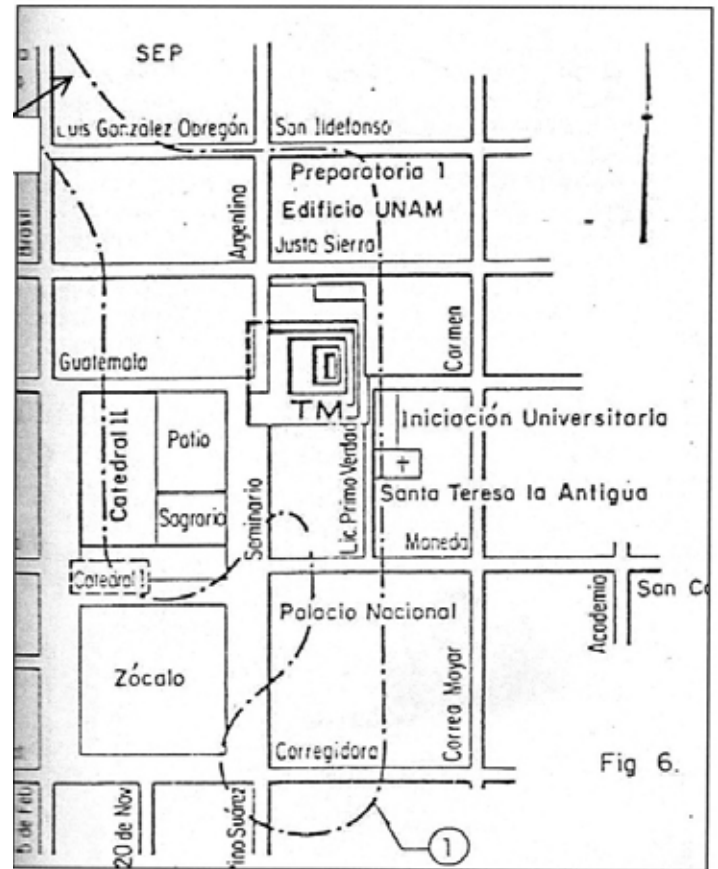 SEP
Luis González Obregón
San Ildefonso
Preparatoria 1
Edificio UNAM
Justo Sierra
Brasil
Argentina
Guatemala
Carmen
TM
Iniciación Universitaria
Catedral II
Patio
Sagrario
Seminario
Lic. Primo Verdad
Santa Teresa la Antigua
Moneda
Catedral I
Palacio Nacional
Academia
San Co
Zócalo
Correo Mayor
Corregidora
Fig 6.
5 de Feb
20 de Nov
Pino Suárez
1